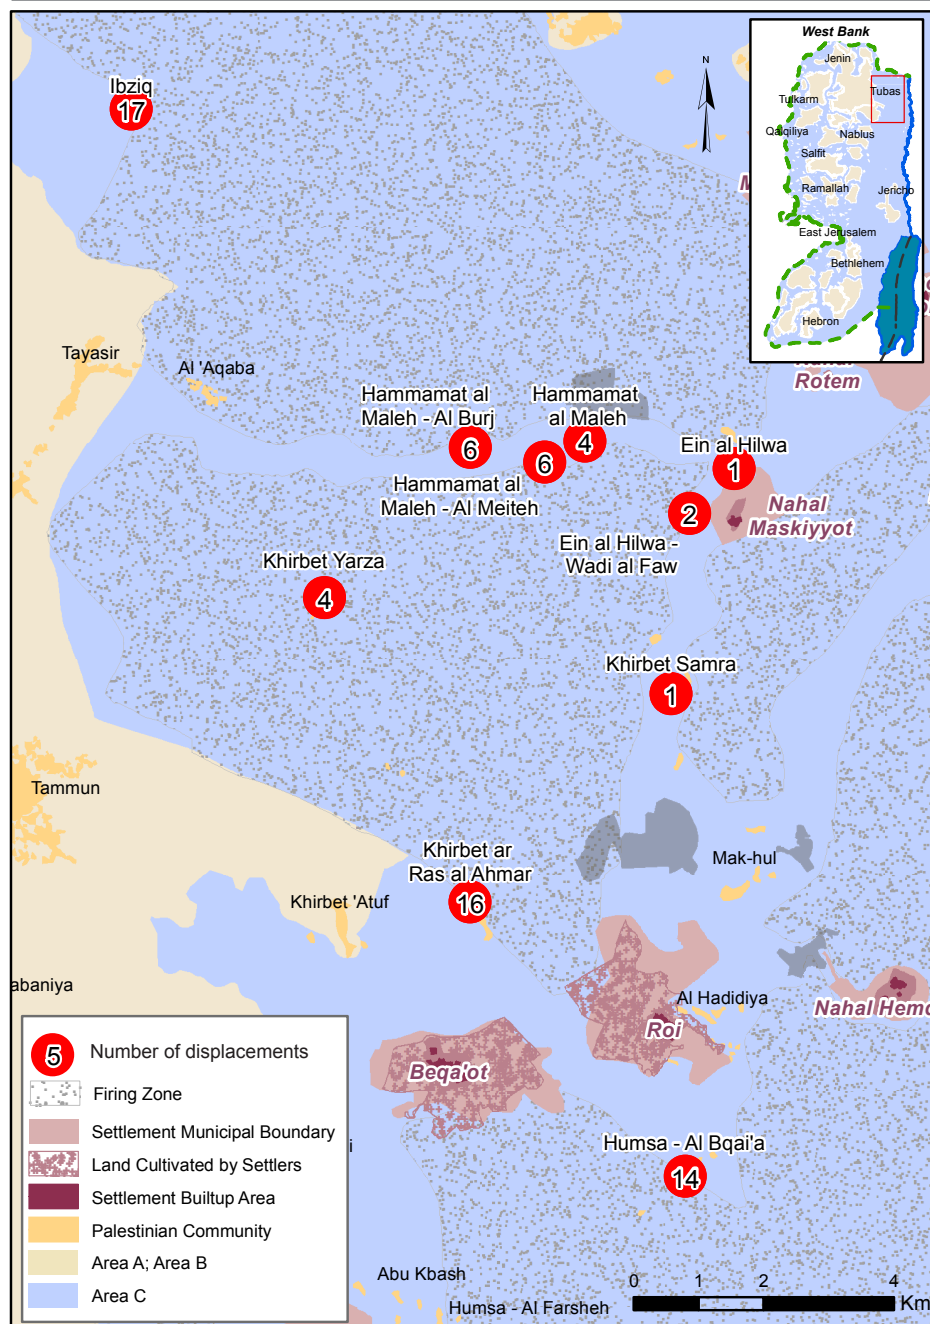 West Bank
Jenin
Tubas
Tulkarm
Qalqiliya
Nablus
Salfit
Ramallah
Jericho
East Jerusalem
Bethlehem
Hebron
N
Ibziq
17
Tayasir
Al 'Aqaba
Rotem
Hammamat al
Maleh - Al Burj
6
Hammamat
al Maleh
4
6
Hammamat al
Maleh - Al Meiteh
Ein al Hilwa
1
2
Nahal
Maskiyyot
Ein al Hilwa -
Wadi al Faw
Khirbet Yarza
4
Khirbet Samra
1
Tammun
Khirbet ar
Ras al Ahmar
16
Mak-hul
Khirbet 'Atuf
abaniya
Al Hadidiya
Nahal Hemd
Roi
Beqa'ot
Humsa - Al Bqai'a
14
Abu Kbash
Humsa - Al Farsheh
5 Number of displacements
Firing Zone
Settlement Municipal Boundary
Land Cultivated by Settlers
Settlement Builtup Area
Palestinian Community
Area A; Area B
Area C
i
0 1 2 4
Km